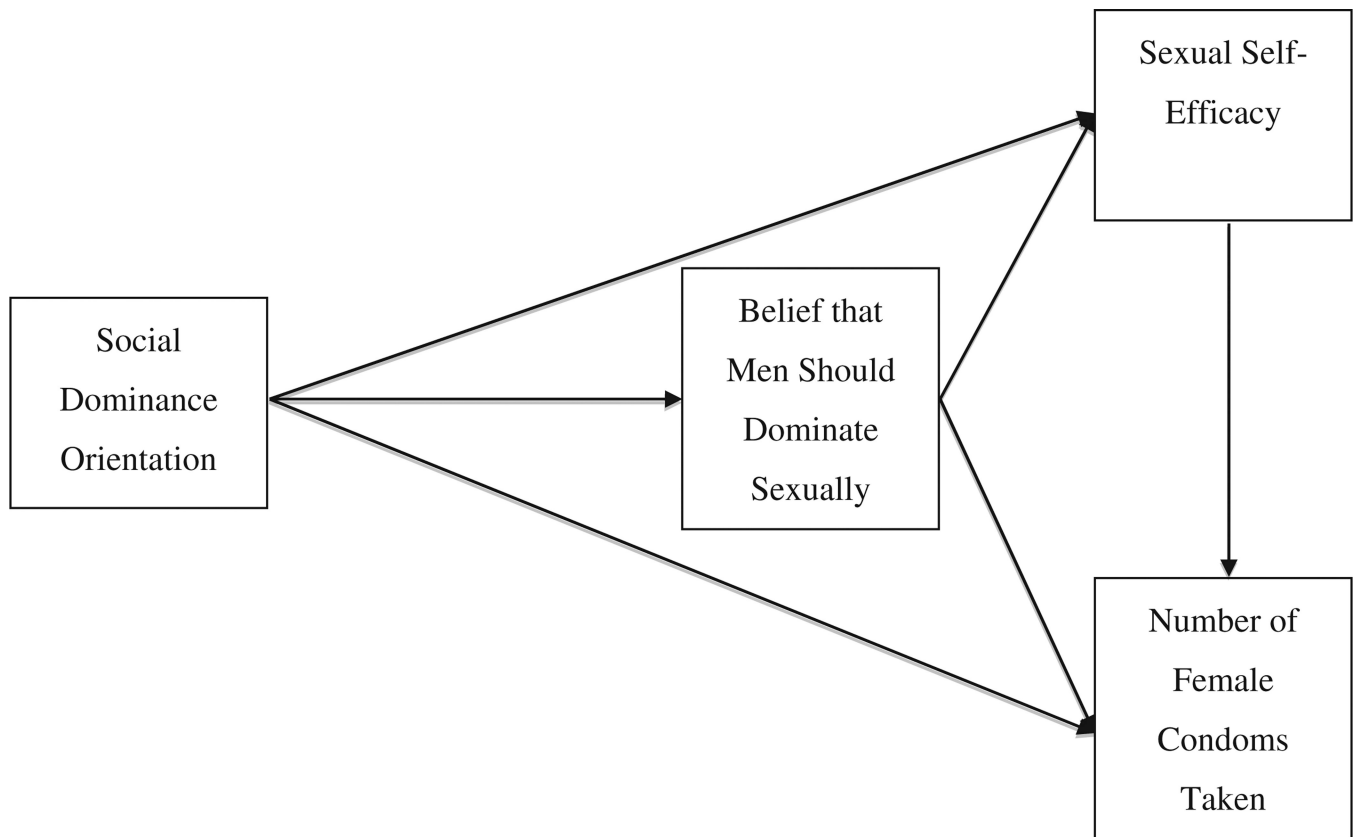 Sexual Self-
Efficacy
Social
Dominance
Orientation
Belief that
Men Should
Dominate
Sexually
Number of
Female
Condoms
Taken